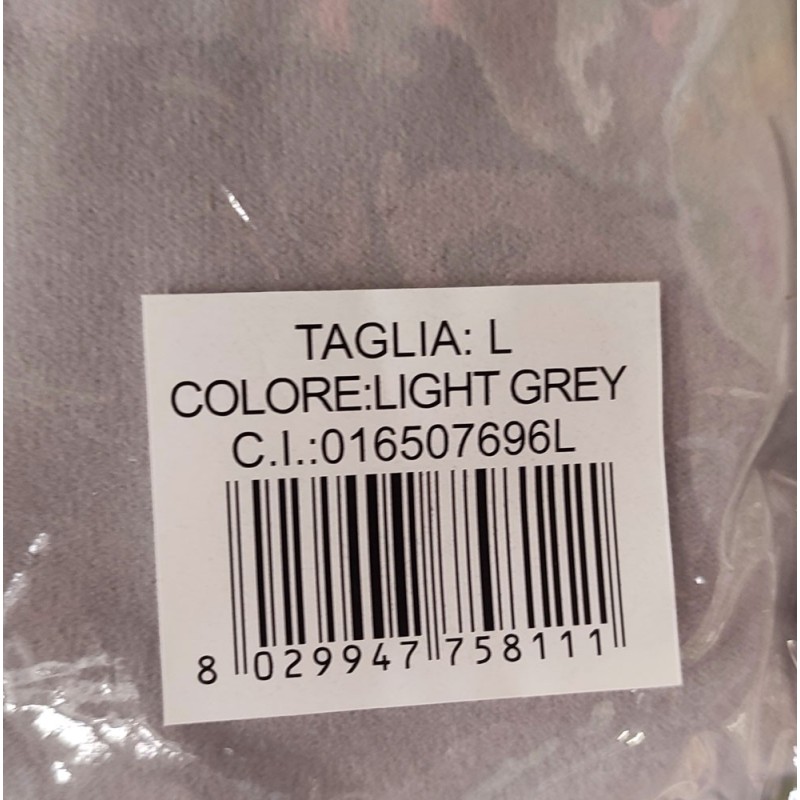 TAGLIA: L
COLORE:LIGHT GREY
C.I.:016507696L
8 029947 758111